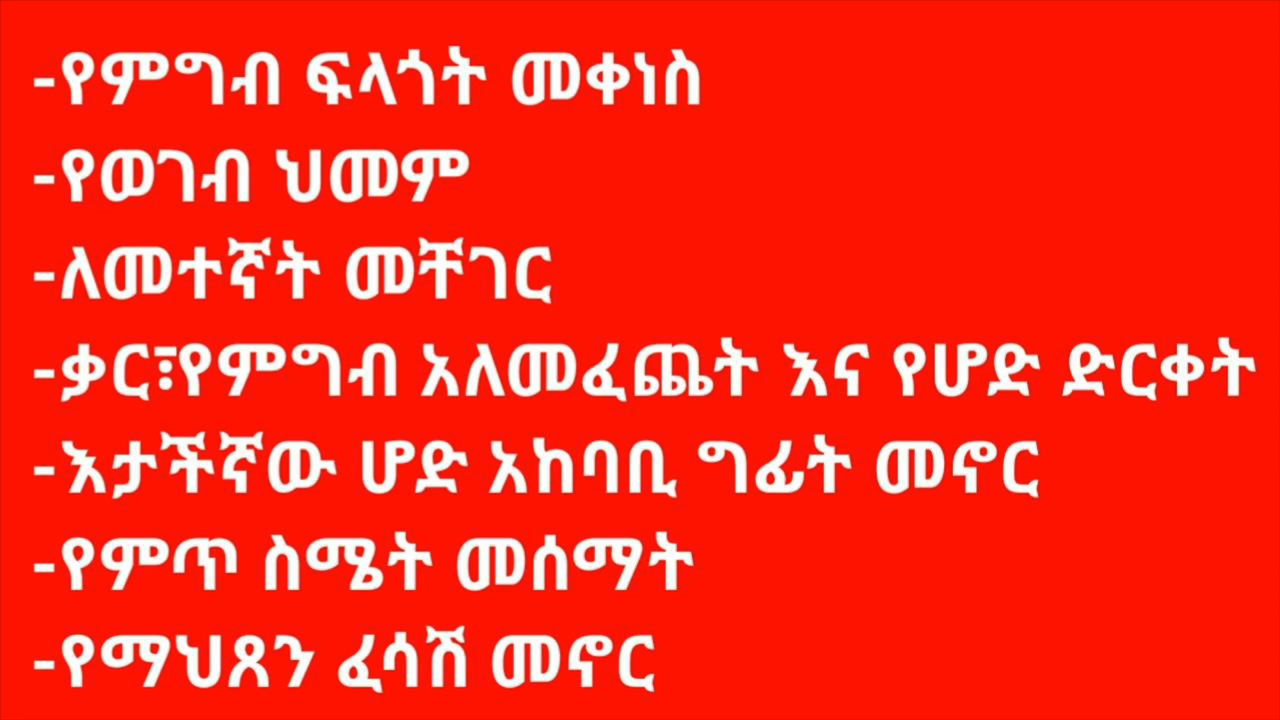 -የምግብ ፍላጎት መቀነስ
-የወገብ ህመም
-ለመተኛት መቸገር
-ቃር፣የምግብ አለመፈጨት እና የሆድ ድርቀት
-እታችኛው ሆድ አከባቢ ግፊት መኖር
-የምጥ ስሜት መሰማት
-የማህጸን ፈሳሽ መኖር